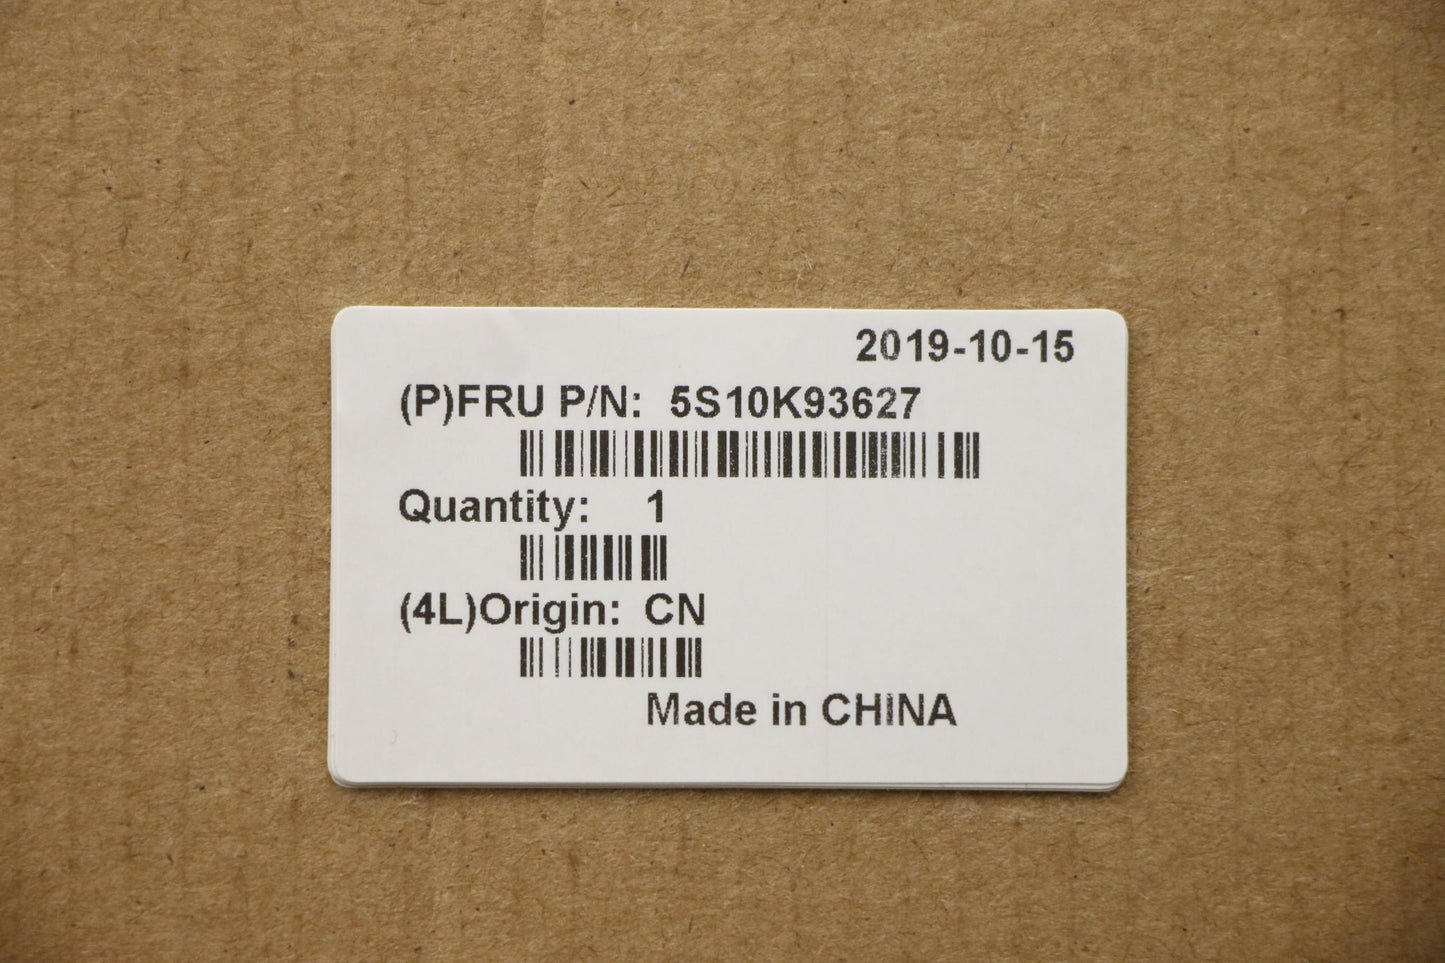 2019-10-15
(P)FRU P/N: 5S10K93627
Quantity: 1
(4L)Origin: CN
Made in CHINA